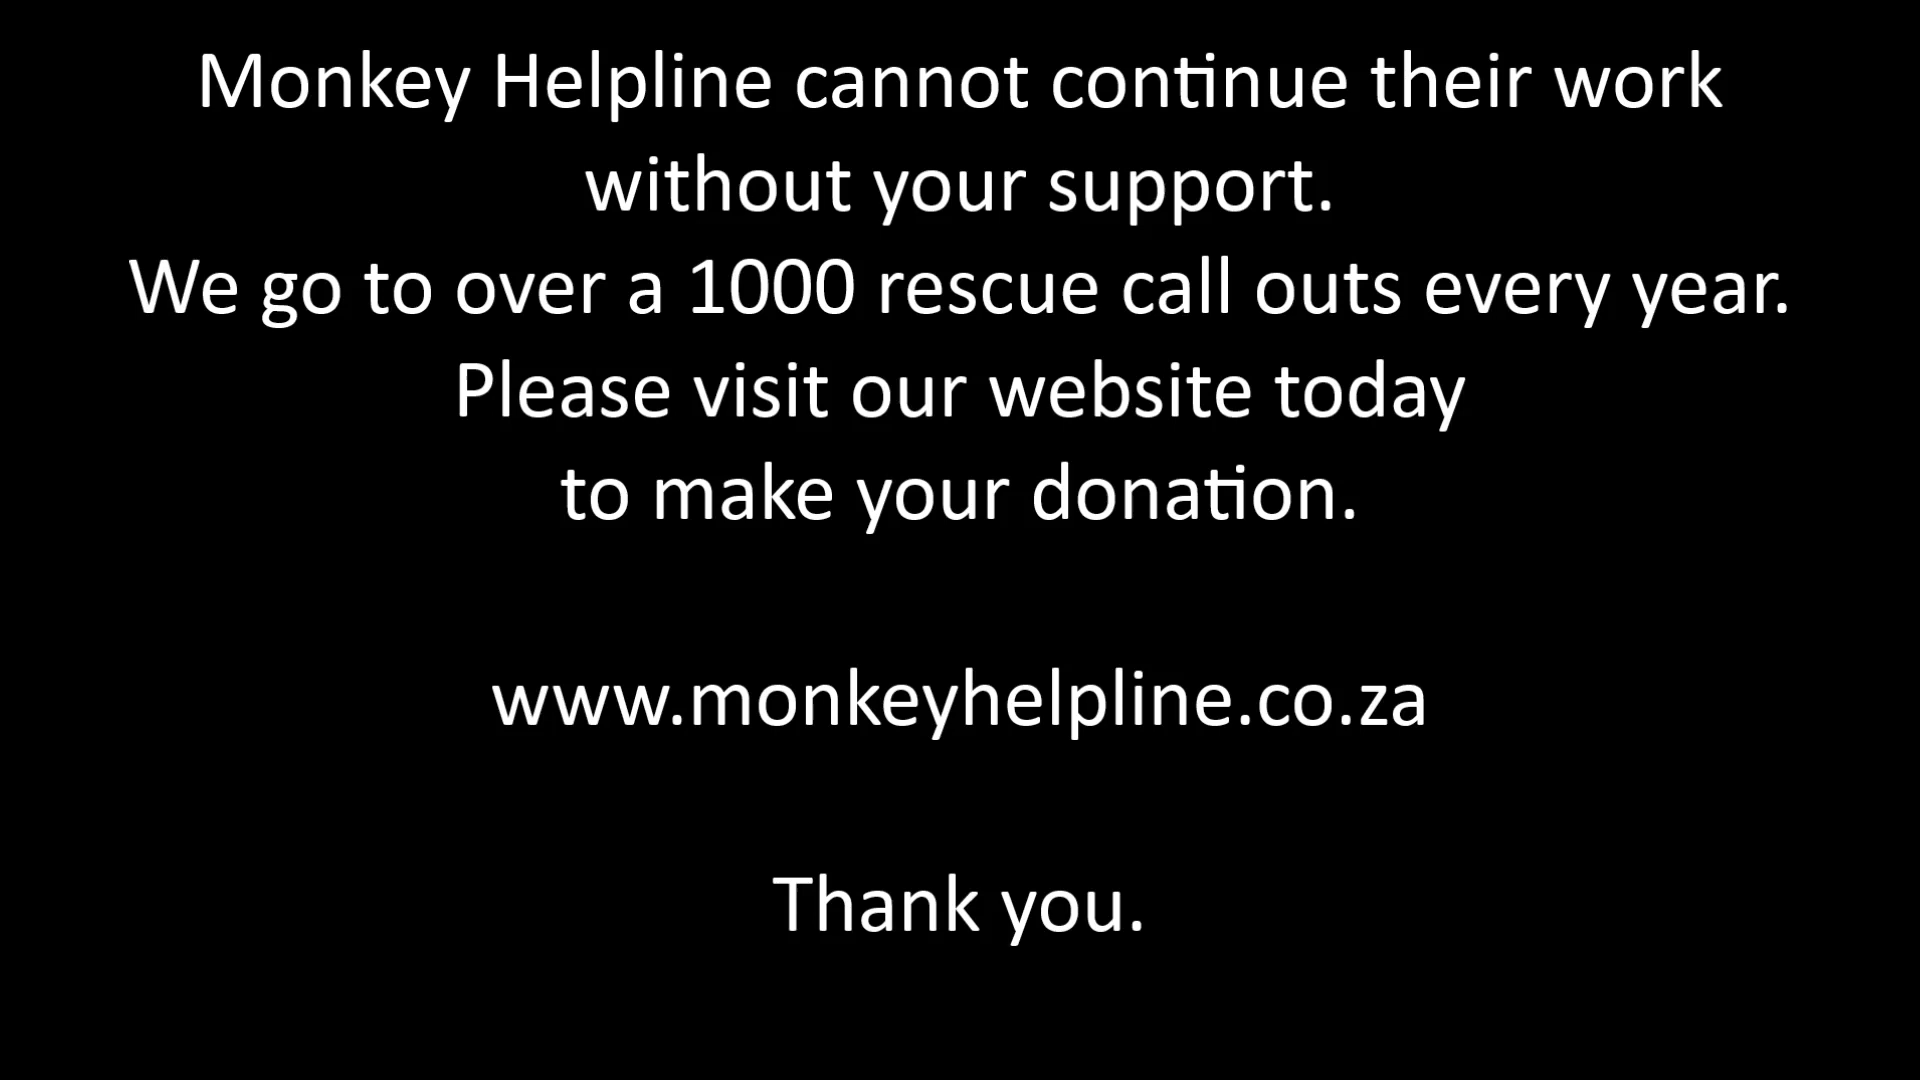 Monkey Helpline cannot continue their work
without your support.
We go to over a 1000 rescue call outs every year.
Please visit our website today
to make your donation.
www.monkeyhelpline.co.za
Thank you.